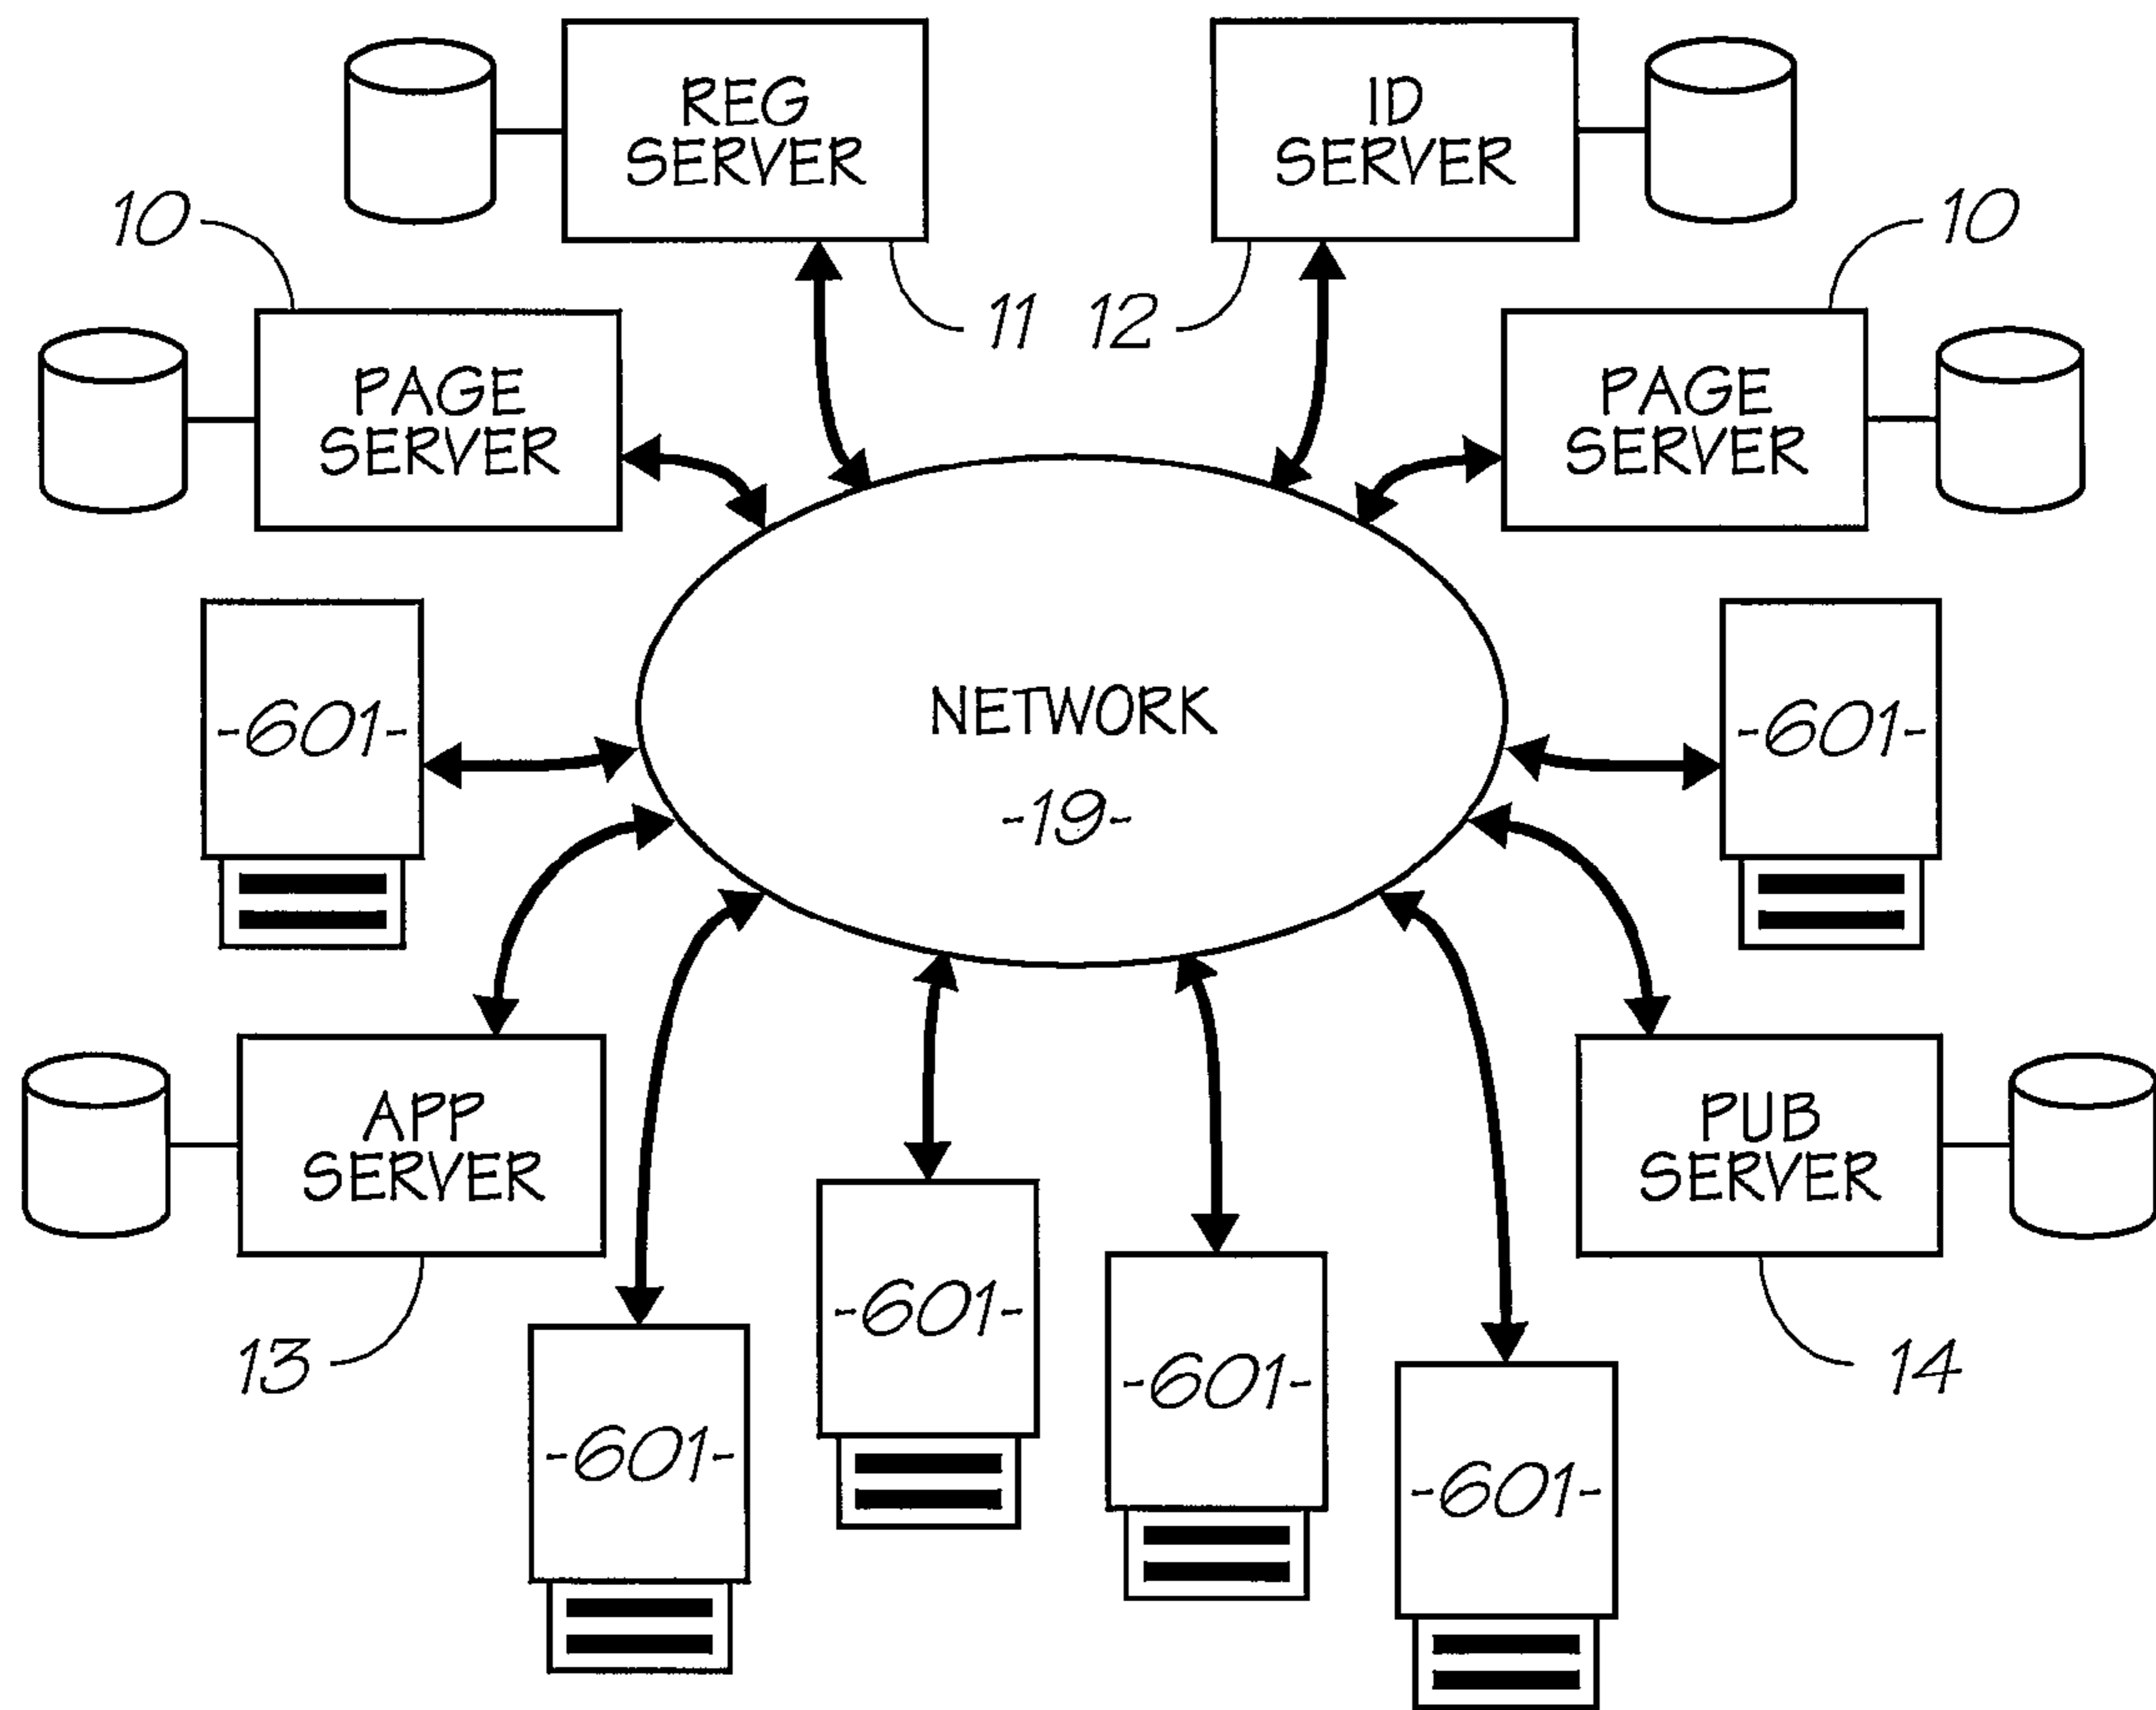 REG
SERVER
ID
SERVER
10
10
11
12
PAGE
SERVER
PAGE
SERVER
-601-
NETWORK
-19-
-601-
APP
SERVER
PUB
SERVER
13
-601-
-601-
-601-
-601-
14